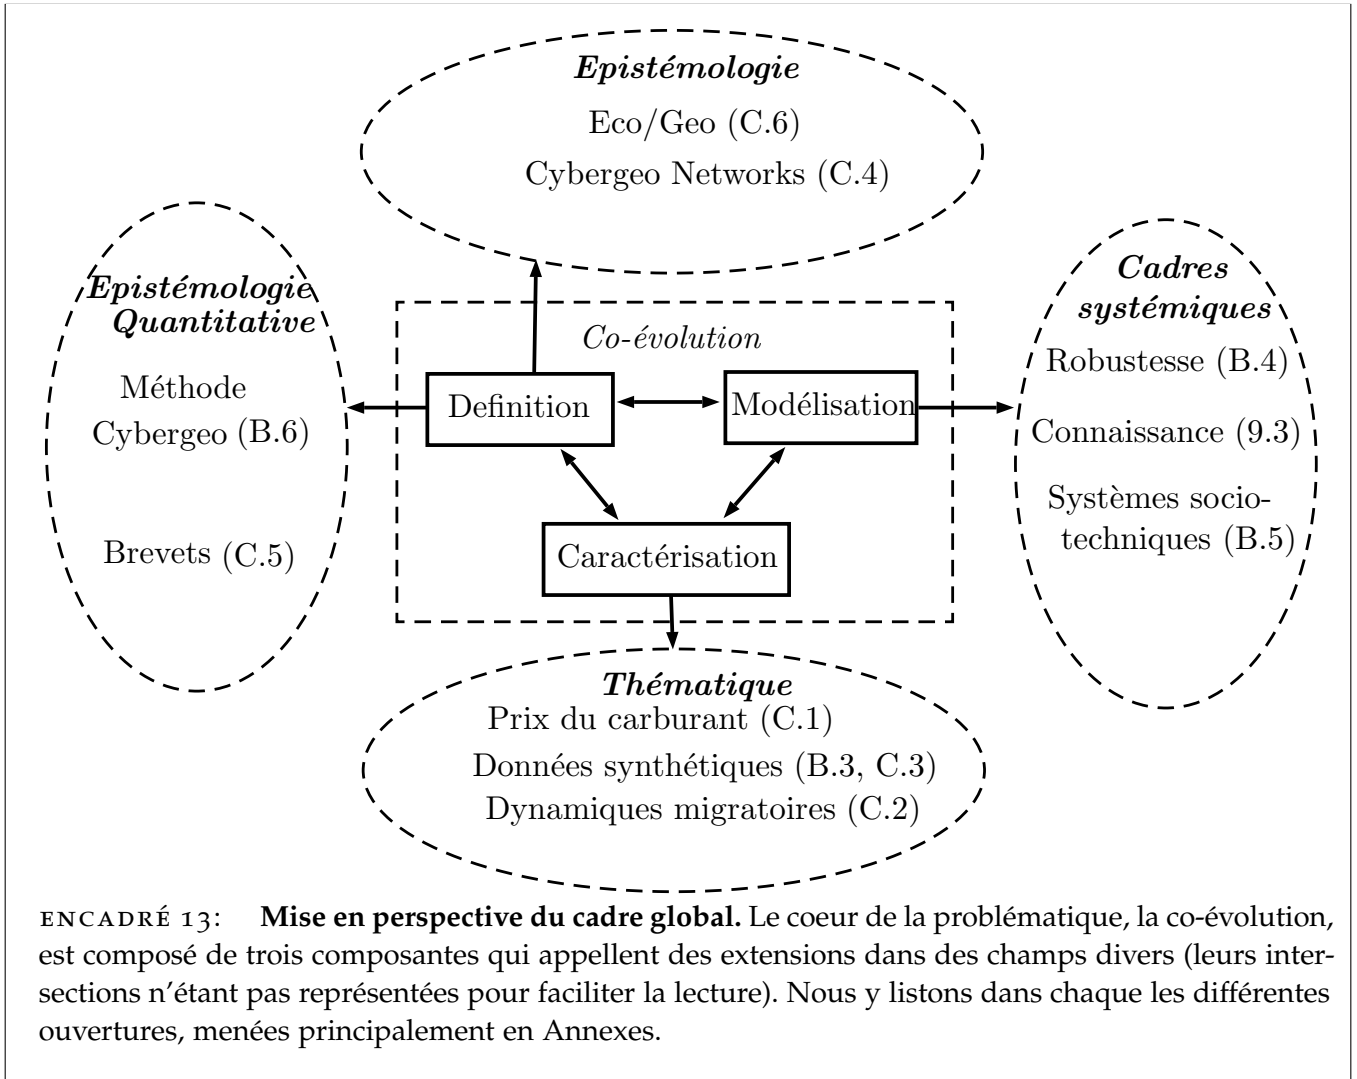 Epistémologie
Eco/Geo (C.6)
Cybergeo Networks (C.4)
Epistémologie
Quantitative
Méthode
Cybergeo (B.6)
Brevets (C.5)
Co-évolution
Definition
Modélisation
Caractérisation
Cadres
systémiques
Robustesse (B.4)
Connaissance (9.3)
Systèmes socio-
techniques (B.5)
Thématique
Prix du carburant (C.1)
Données synthétiques (B.3, C.3)
Dynamiques migratoires (C.2)
ENCADRÉ 13: Mise en perspective du cadre global. Le coeur de la problématique, la co-évolution,
est composé de trois composantes qui appellent des extensions dans des champs divers (leurs inter-
sections n'étant pas représentées pour faciliter la lecture). Nous y listons dans chaque les différentes
ouvertures, menées principalement en Annexes.